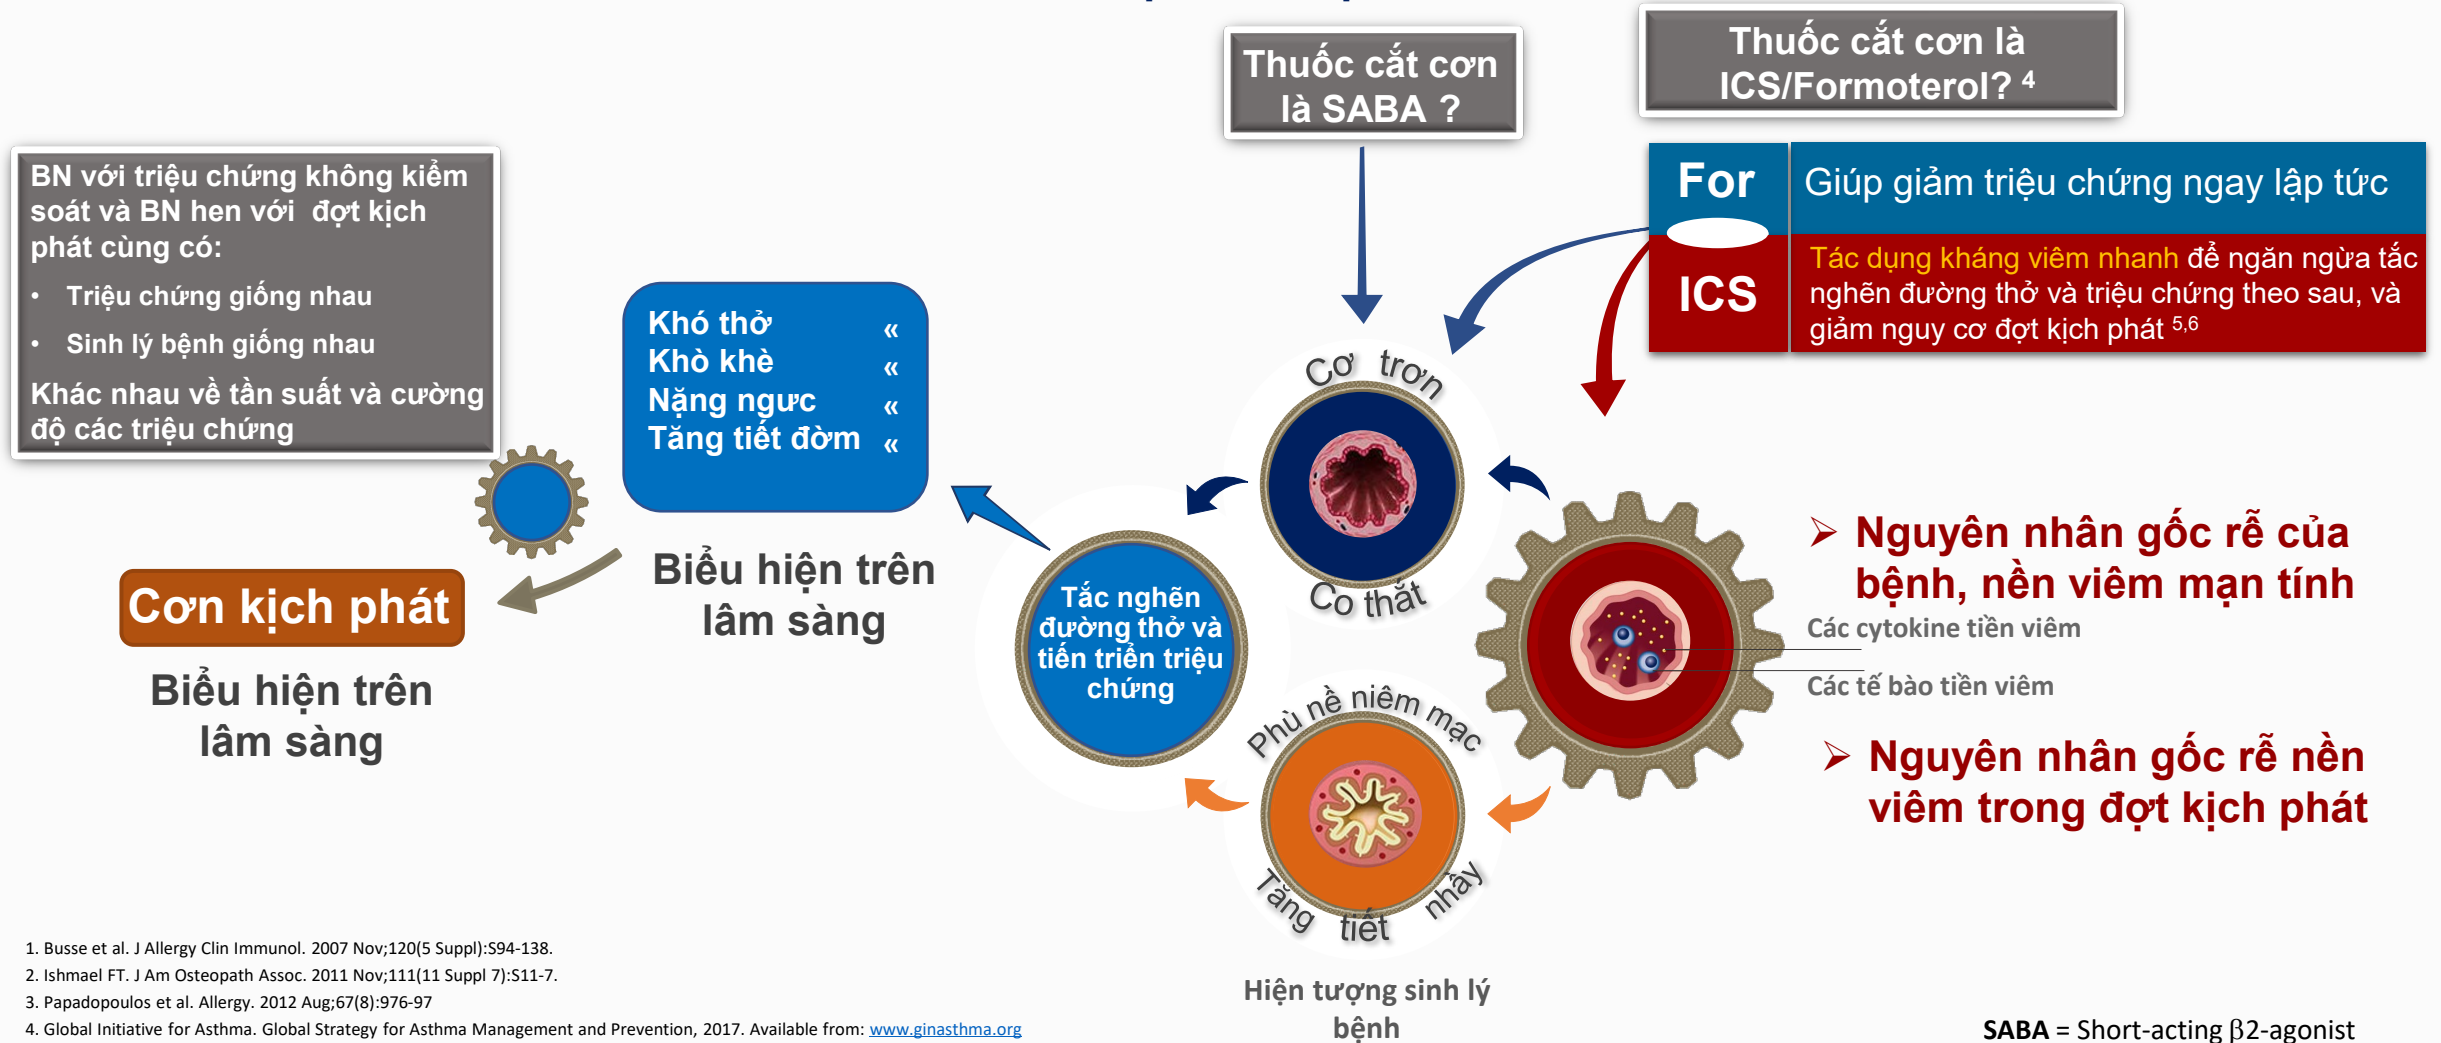 Thuốc cắt cơn
là SABA ?
Thuốc cắt cơn là
ICS/Formoterol? 4
BN với triệu chứng không kiểm
soát và BN hen với đợt kịch
phát cùng có:
• Triệu chứng giống nhau
• Sinh lý bệnh giống nhau
Khác nhau về tần suất và cường
độ các triệu chứng
For
Giúp giảm triệu chứng ngay lập tức
ICS
Tác dụng kháng viêm nhanh để ngăn ngừa tắc
nghẽn đường thở và triệu chứng theo sau, và
giảm nguy cơ đợt kịch phát 5,6
Khó thở «
Khò khè «
Nặng ngưc «
Tăng tiết đờm «
Biểu hiện trên
lâm sàng
Cơn kịch phát
Biểu hiện trên
lâm sàng
Cơ trơn
Co thắt
Tắc nghẽn
đường thở và
tiến triển triệu
chứng
Phù nề niêm mạc
Tăng tiết nhầy
Hiện tượng sinh lý
bệnh
➢ Nguyên nhân gốc rễ của
bệnh, nền viêm mạn tính
Các cytokine tiền viêm
Các tế bào tiền viêm
➢ Nguyên nhân gốc rễ nền
viêm trong đợt kịch phát
1. Busse et al. J Allergy Clin Immunol. 2007 Nov;120(5 Suppl):S94-138.
2. Ishmael FT. J Am Osteopath Assoc. 2011 Nov;111(11 Suppl 7):S11-7.
3. Papadopoulos et al. Allergy. 2012 Aug;67(8):976-97
4. Global Initiative for Asthma. Global Strategy for Asthma Management and Prevention, 2017. Available from: www.ginasthma.org
SABA = Short-acting β2-agonist